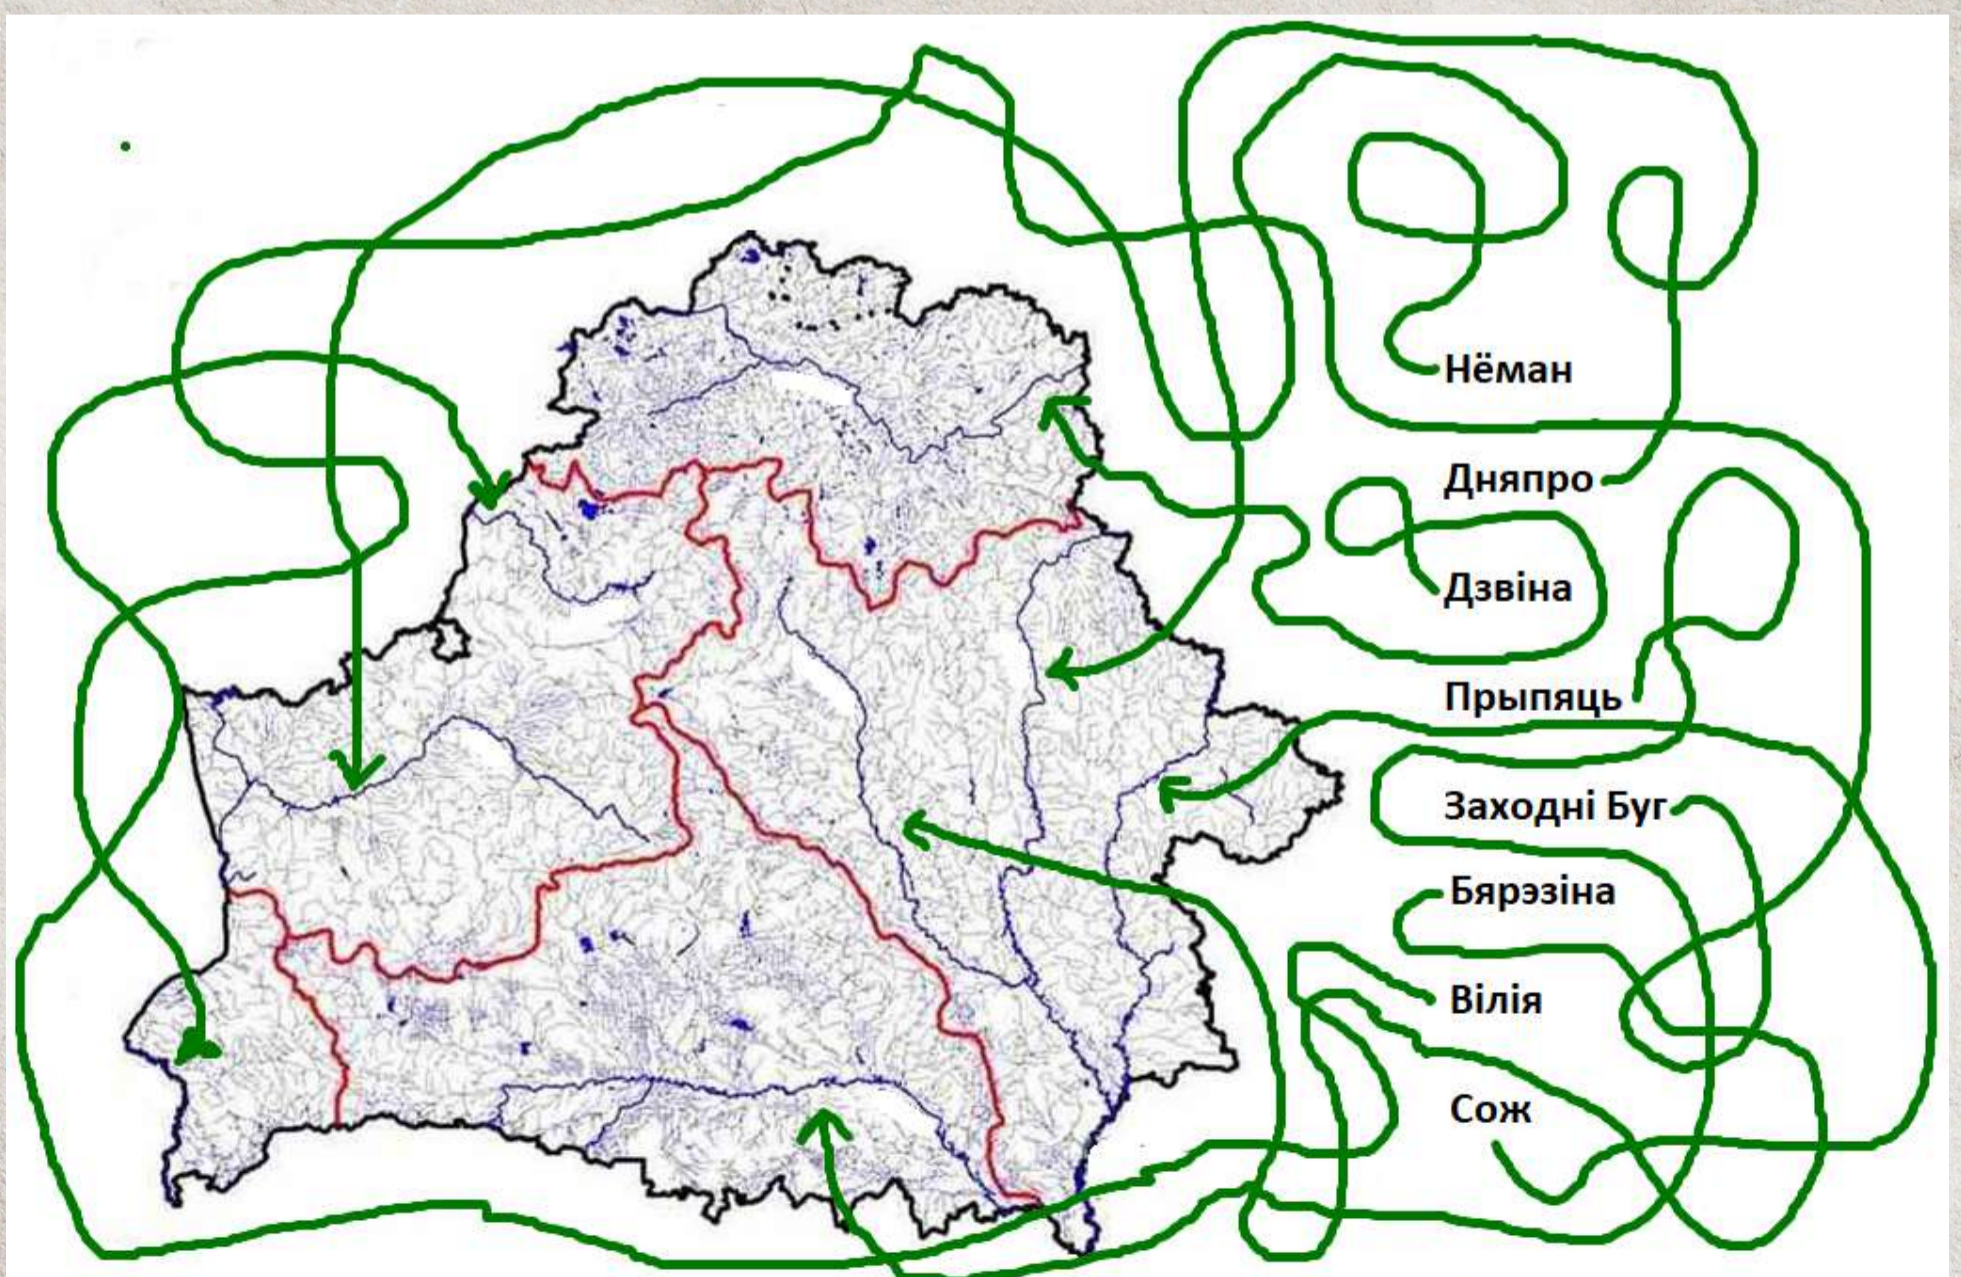 Нёман
Дняпро
Дзвіна
Прыпяць
Заходні Буг
Бярэзіна
Вілія
Сож